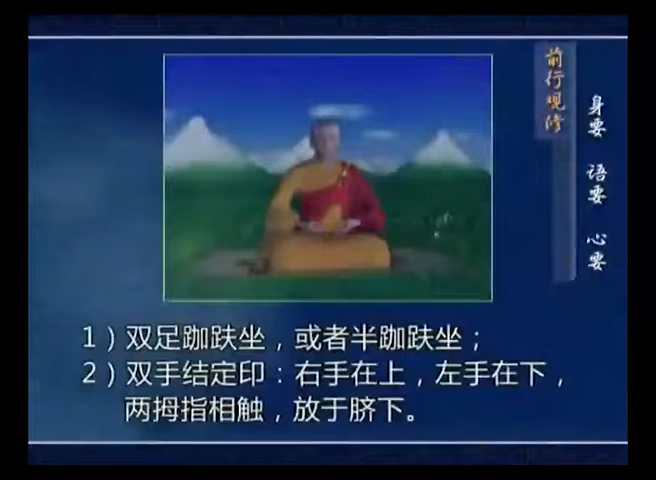 前行观修
身要 语要 心要
1）双足跏趺坐，或者半跏趺坐；
2）双手结定印：右手在上，左手在下，
两拇指相触，放于脐下。